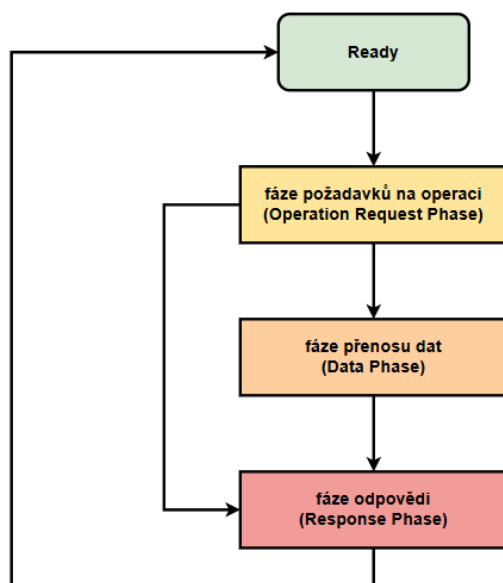 Ready
fáze požadavků na operaci
(Operation Request Phase)
fáze přenosu dat
(Data Phase)
fáze odpovědi
(Response Phase)